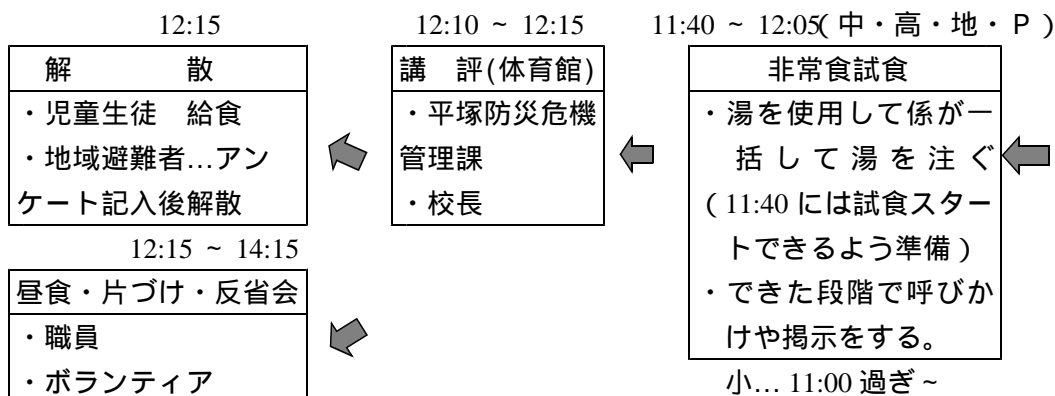 12:15
解 散
・児童生徒 給食
・地域避難者…アン
ケート記入後解散
12:15 ~ 14:15
昼食・片づけ・反省会
・職員
・ボランティア
12:10 ~ 12:15
講 評(体育館)
・平塚防災危機
管理課
・校長
11:40 ~ 12:05(中・高・地・P)
非常食試食
・湯を使用して係が一
括して湯を注ぐ
(11:40 には試食スター
トできるよう準備)
・できた段階で呼びか
けや掲示をする。
小… 11:00 過ぎ~